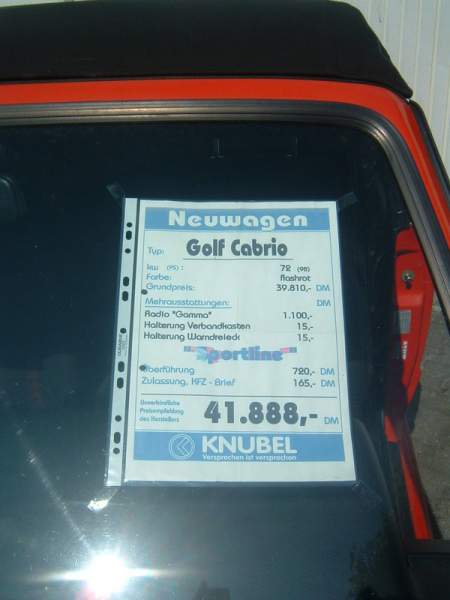 Neuwagen
Typ: Golf Cabrio
kw (PS): 72 (98)
Farbe: flashrot
Grundpreis: 39.810,- DM
Mehrausstattungen: DM
Radio "Gamma" 1.100,-
Halterung Verbandkasten 15,-
Halterung Warndreieck 15,-
Sportline
Überführung 720,- DM
Zulassung, KFZ - Brief 165,- DM
Unverbindliche
Preisempfehlung
des Herstellers 41.888,- DM
KNUBEL
Versprochen ist versprochen